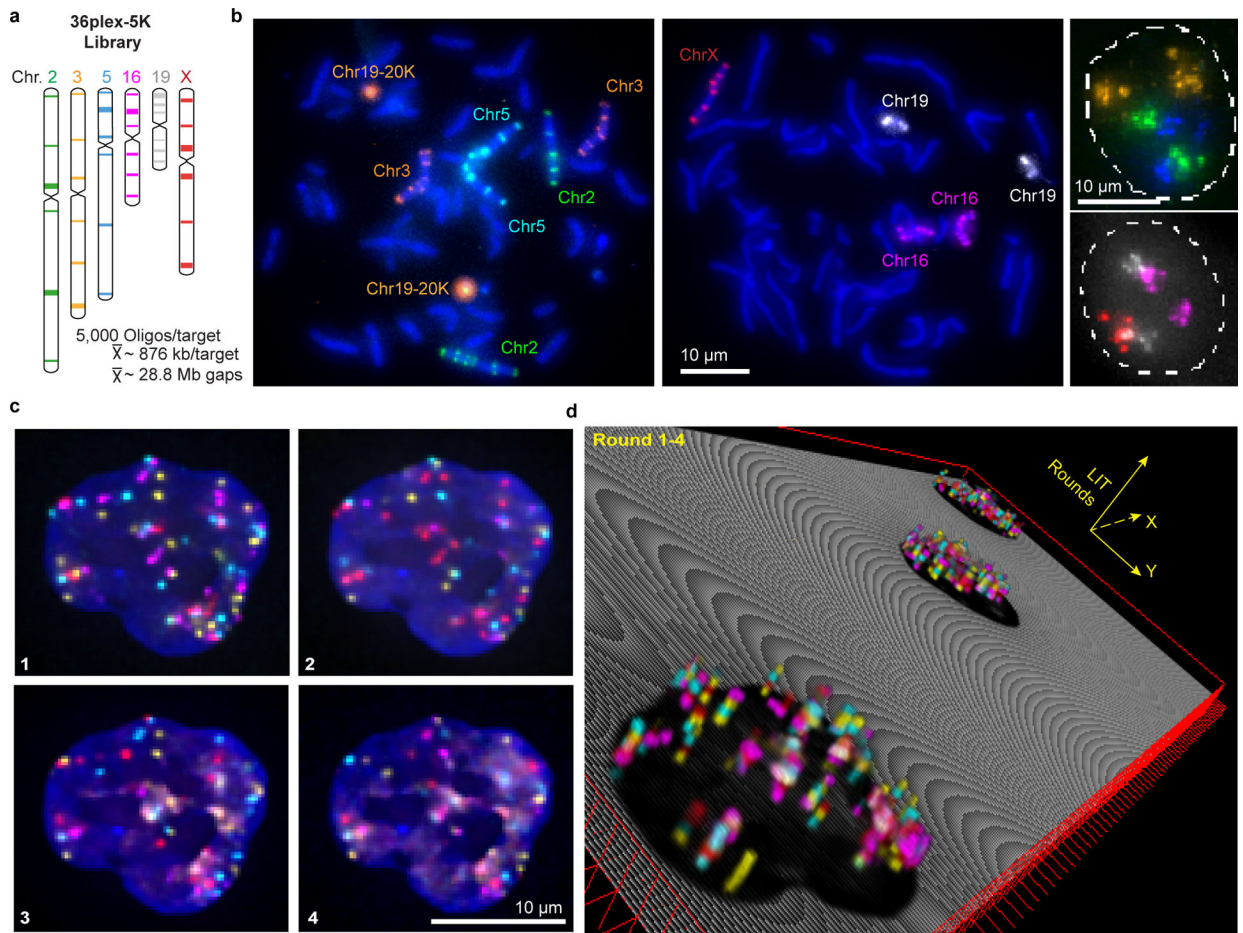 a
36plex-5K
Library
Chr. 2 3 5 16 19 X
5,000 Oligos/target
X̄ ~ 876 kb/target
X̄ ~ 28.8 Mb gaps
b
Chr19-20K
Chr3
Chr5
Chr3
Chr2
Chr5
Chr19-20K
Chr2
ChrX
Chr19
Chr19
Chr16
Chr16
10 µm
10 µm
c
1
2
3
4
10 µm
d
Round 1-4
LIT
Rounds
X
Y